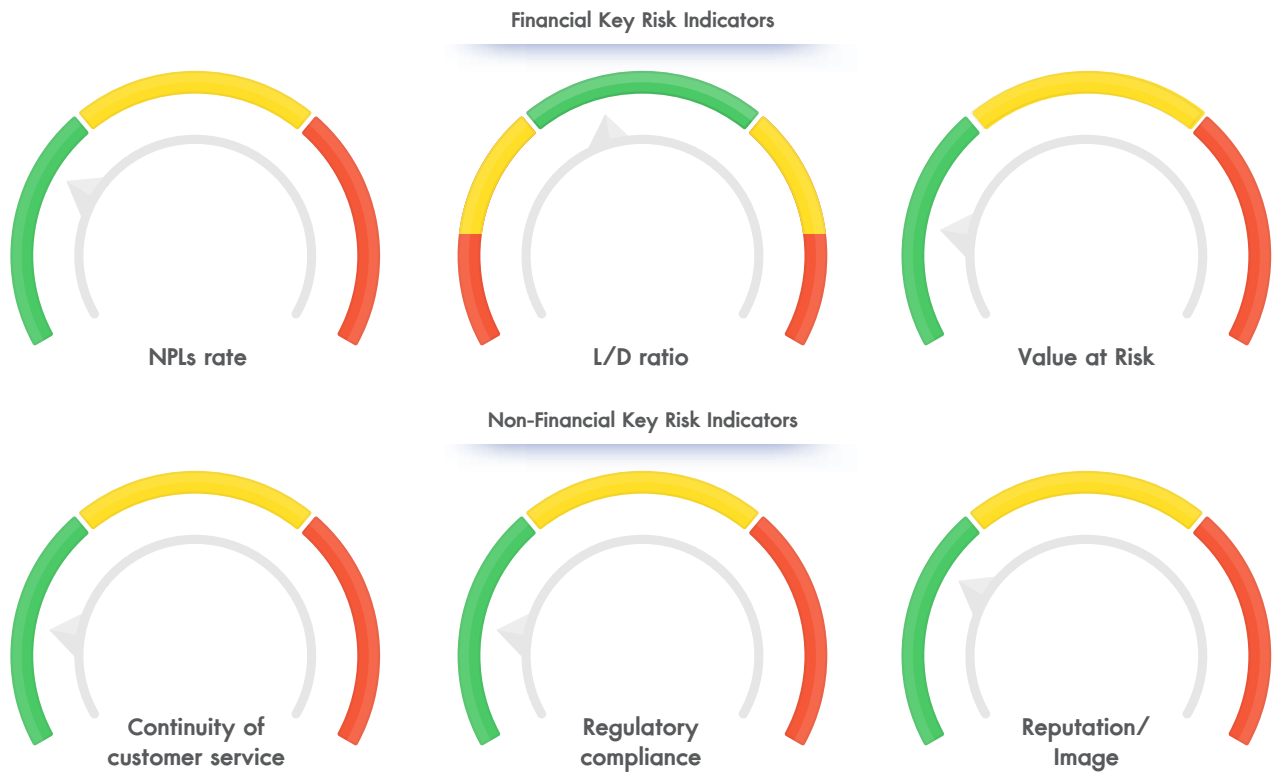 Financial Key Risk Indicators
NPLs rate
L/D ratio
Value at Risk
Non-Financial Key Risk Indicators
Continuity of
customer service
Regulatory
compliance
Reputation/
Image